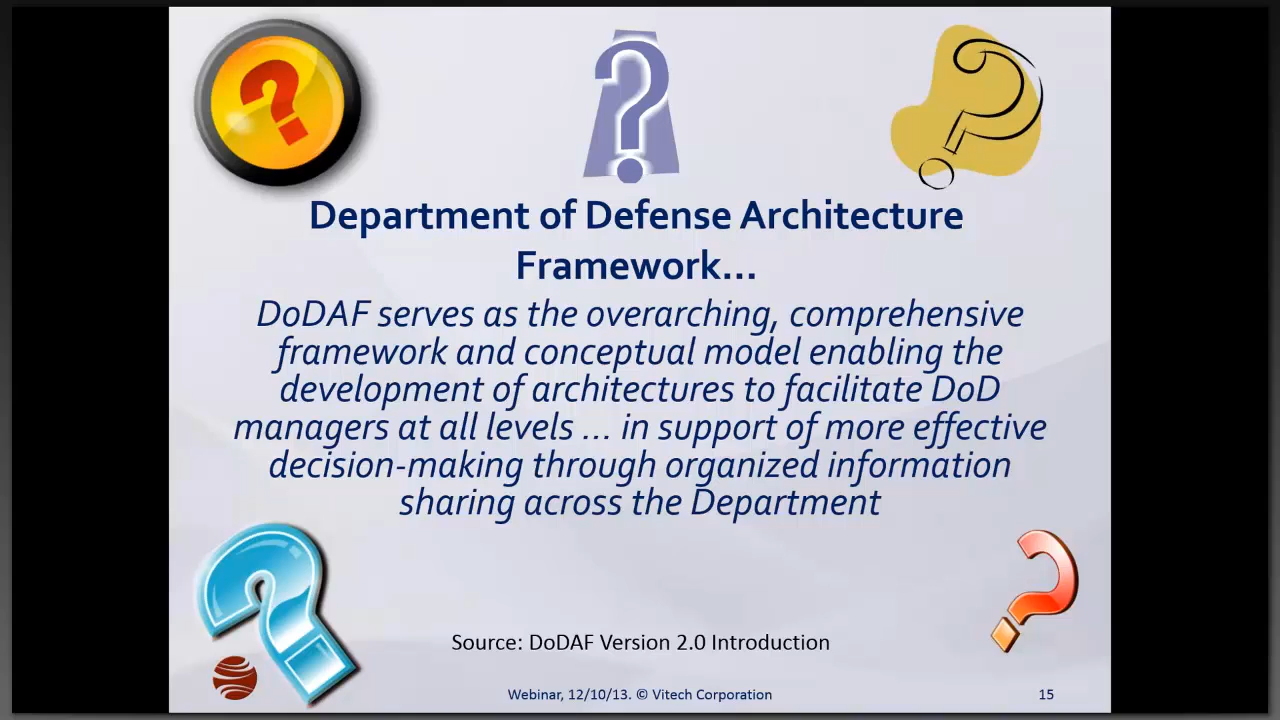 Department of Defense Architecture
Framework...
DoDAF serves as the overarching, comprehensive
framework and conceptual model enabling the
development of architectures to facilitate DoD
managers at all levels ... in support of more effective
decision-making through organized information
sharing across the Department
Source: DoDAF Version 2.0 Introduction
Webinar, 12/10/13. © Vitech Corporation
15